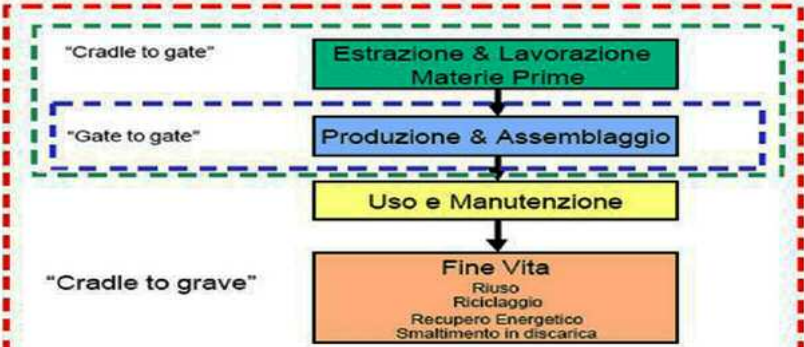 "Cradle to gate"
Estrazione & Lavorazione
Materie Prime
"Gate to gate"
Produzione & Assemblaggio
Uso e Manutenzione
"Cradle to grave"
Fine Vita
Riuso
Riciclaggio
Recupero Energetico
Smaltimento in discarica